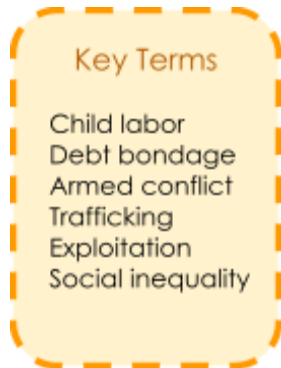 Key Terms
Child labor
Debt bondage
Armed conflict
Trafficking
Exploitation
Social inequality